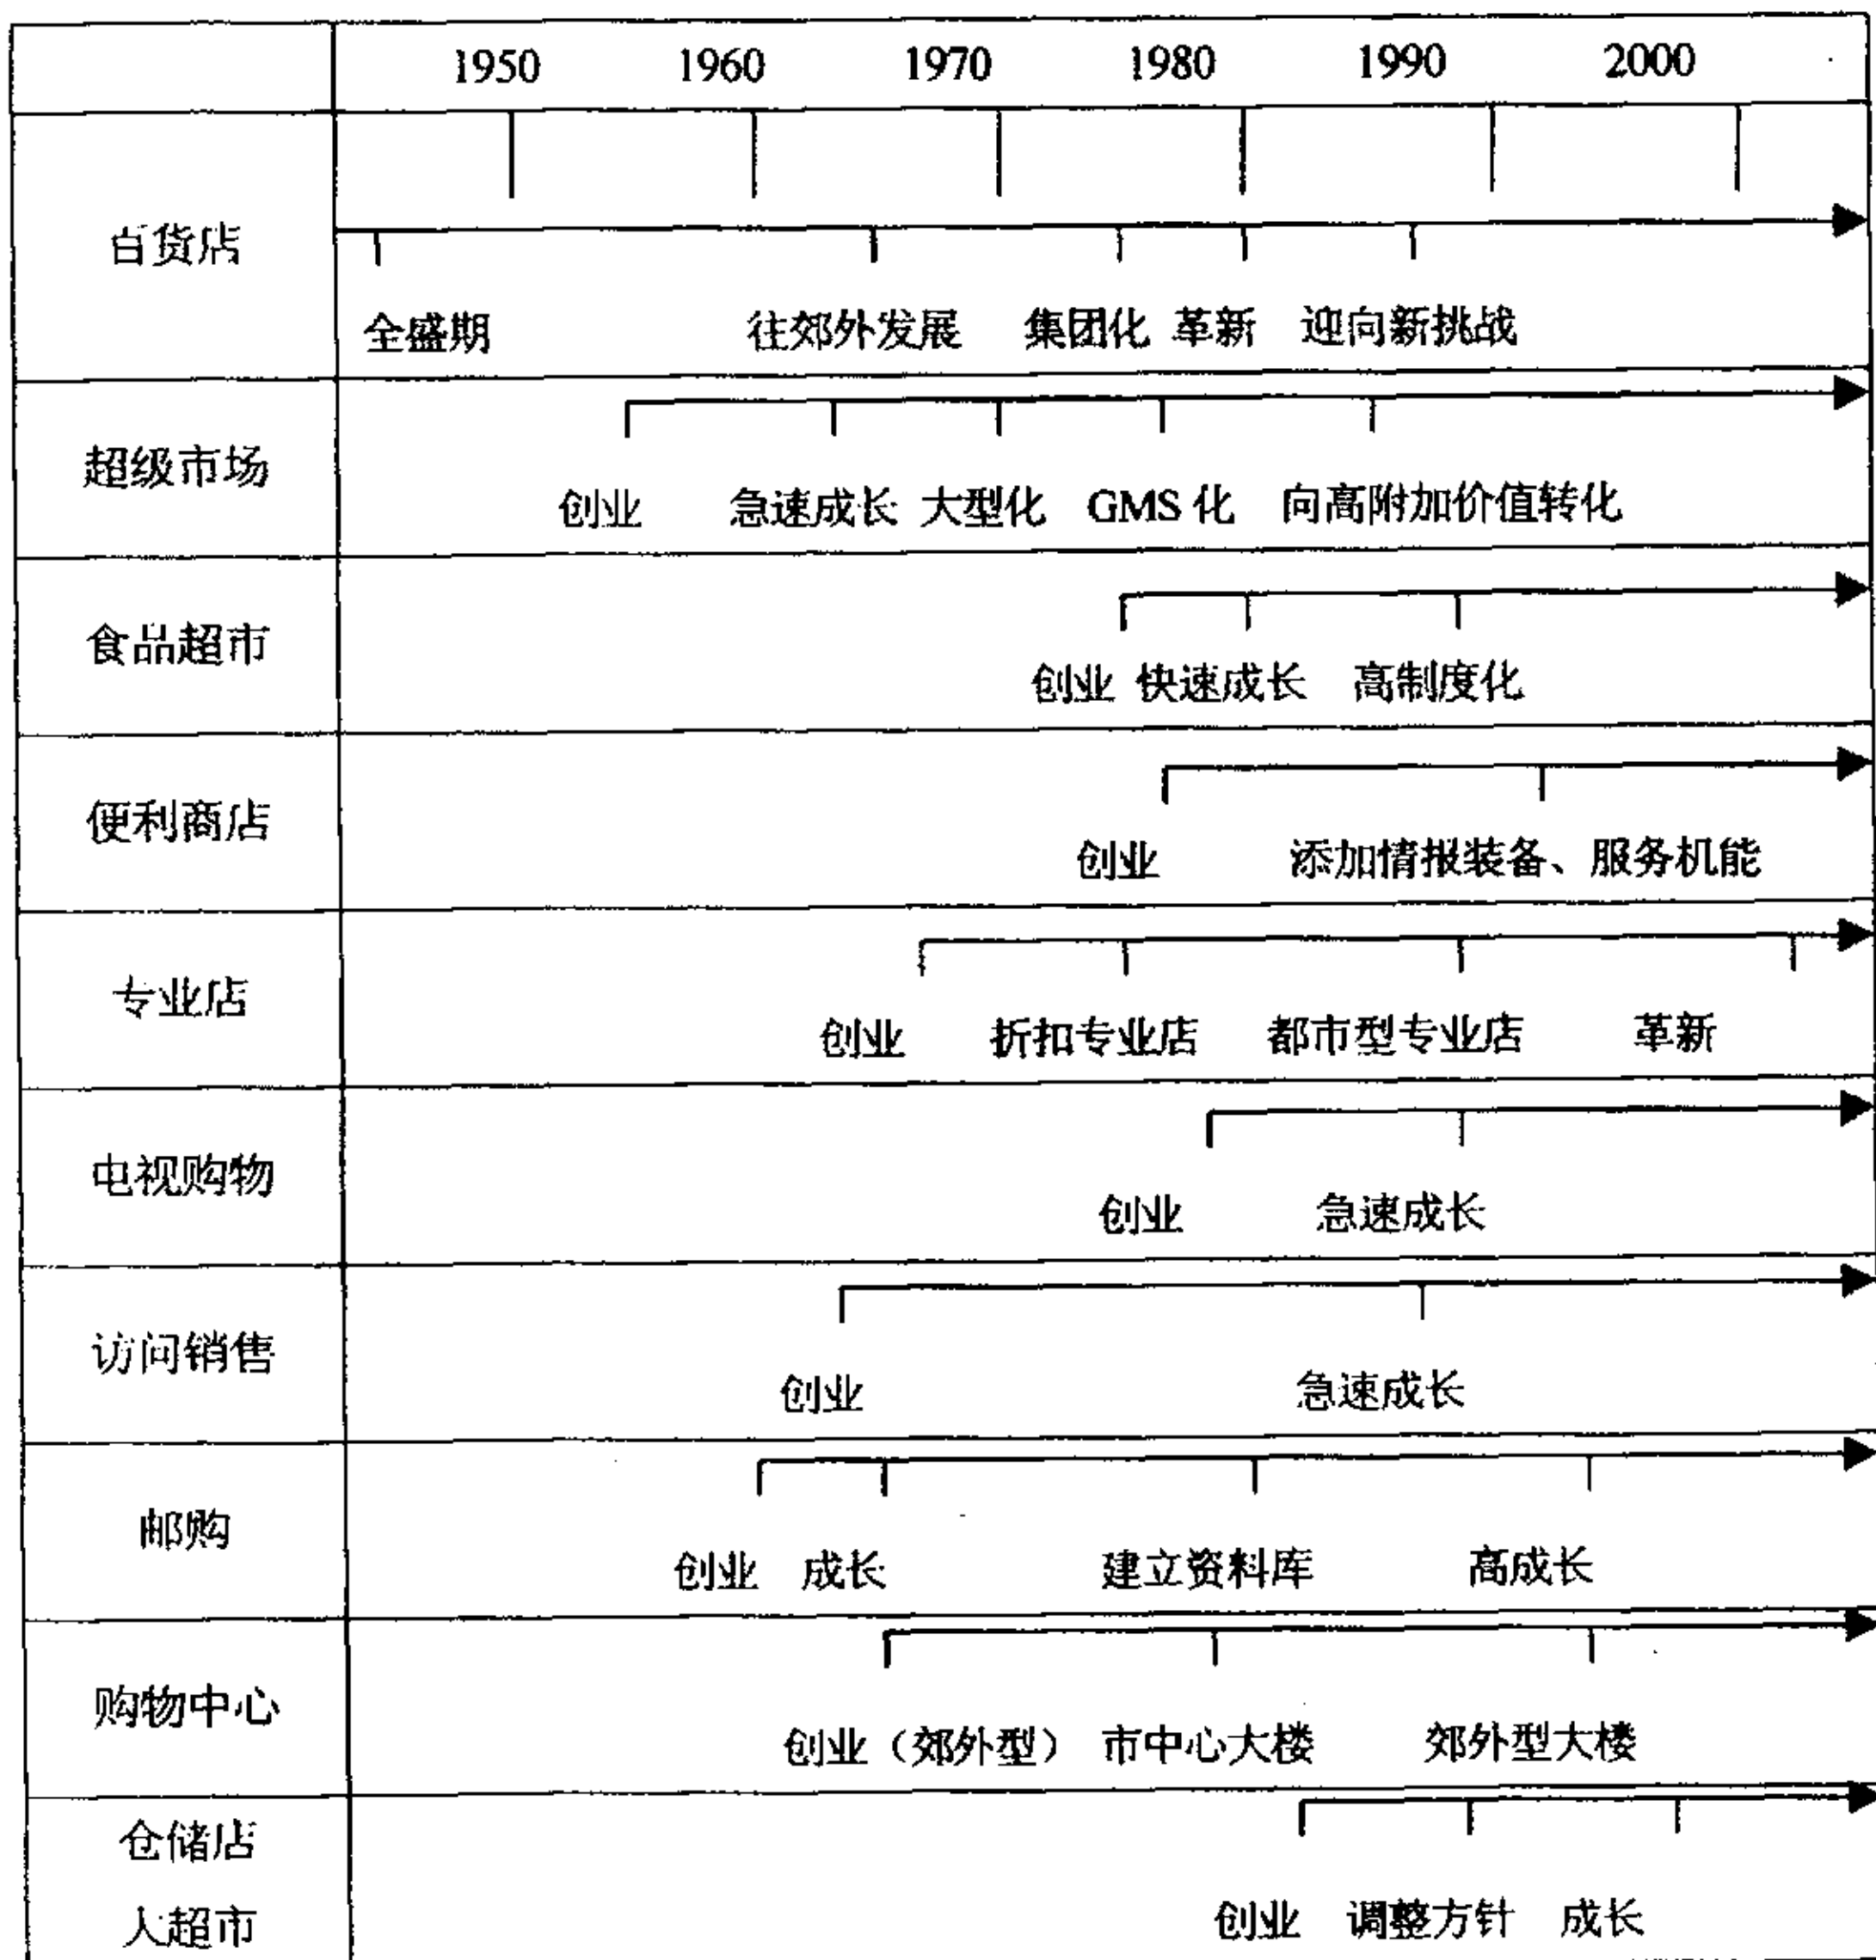 1950 1960 1970 1980 1990 2000
百货店
全盛期 往郊外发展 集团化 革新 迎向新挑战
超级市场
创业 急速成长 大型化 GMS 化 向高附加价值转化
食品超市
创业 快速成长 高制度化
便利商店
创业 添加情报装备、服务机能
专业店
创业 折扣专业店 都市型专业店 革新
电视购物
创业 急速成长
访问销售
创业 急速成长
邮购
创业 成长 建立资料库 高成长
购物中心
创业（郊外型） 市中心大楼 郊外型大楼
仓储店
大超市
创业 调整方针 成长